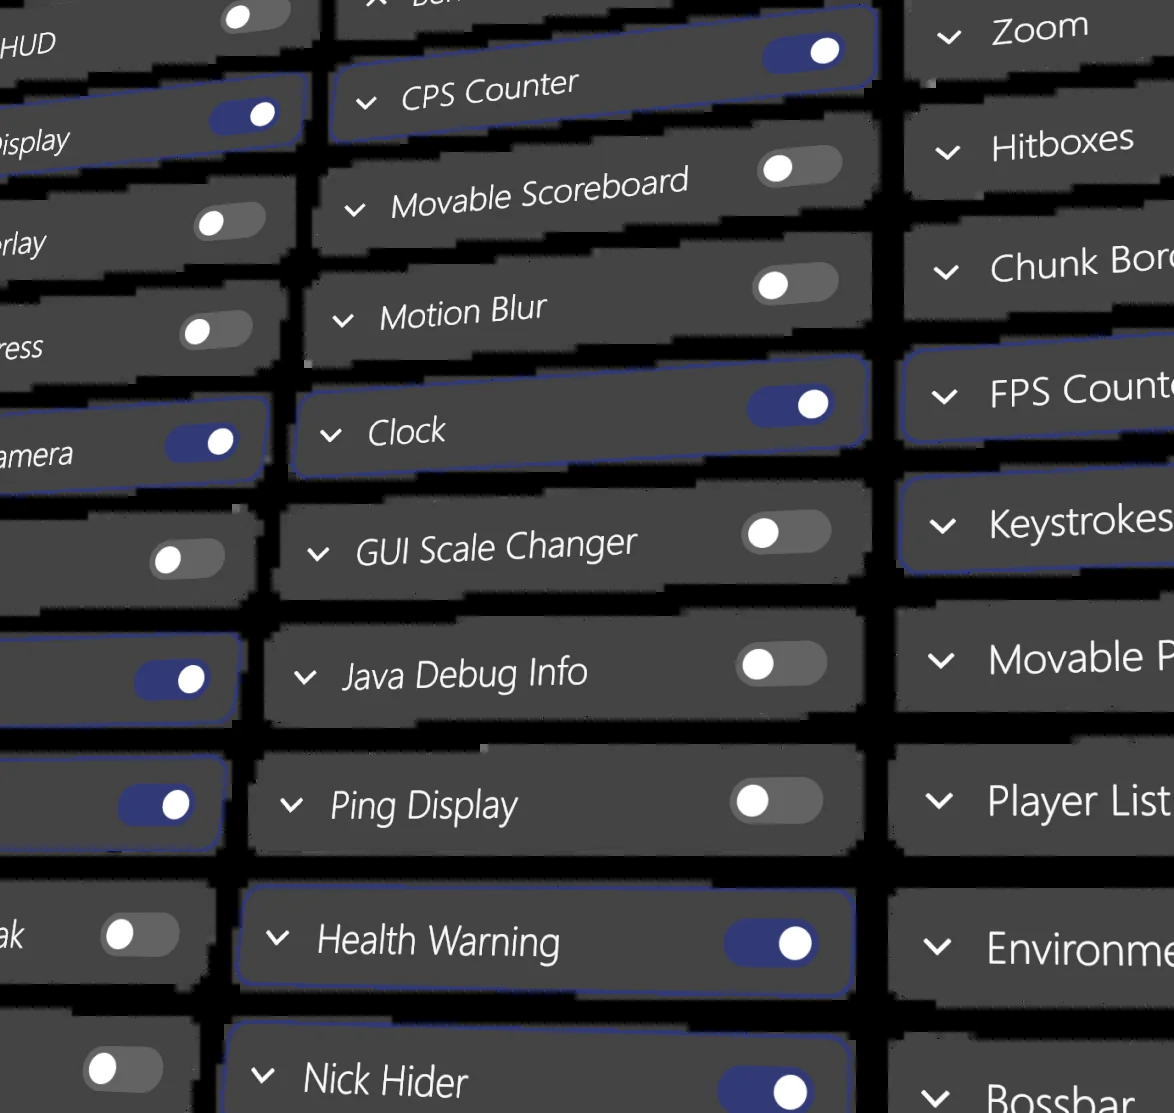 HUD
isplay
rlay
ress
amera
ak
CPS Counter
Movable Scoreboard
Motion Blur
Clock
GUI Scale Changer
Java Debug Info
Ping Display
Health Warning
Nick Hider
Zoom
Hitboxes
Chunk Bor
FPS Count
Keystrokes
Movable P
Player List
Environme
Bossbar